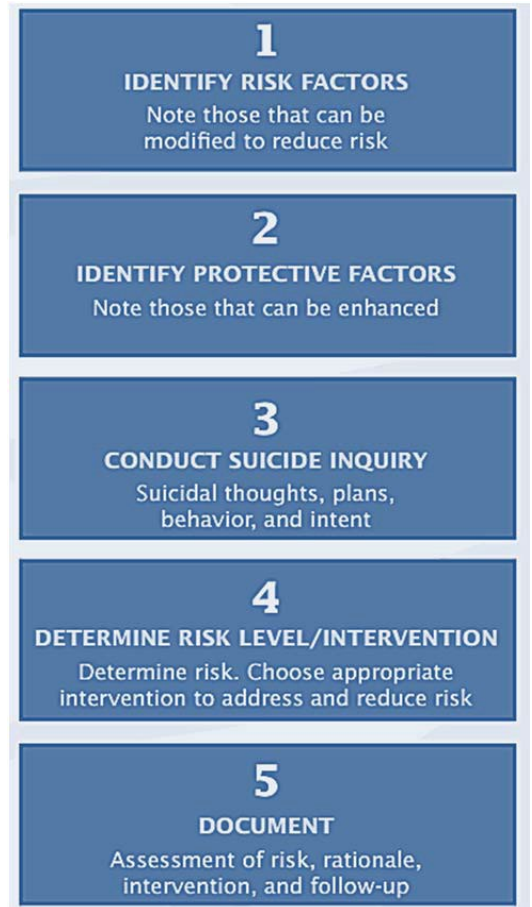 1
IDENTIFY RISK FACTORS
Note those that can be
modified to reduce risk
2
IDENTIFY PROTECTIVE FACTORS
Note those that can be enhanced
3
CONDUCT SUICIDE INQUIRY
Suicidal thoughts, plans,
behavior, and intent
4
DETERMINE RISK LEVEL/INTERVENTION
Determine risk. Choose appropriate
intervention to address and reduce risk
5
DOCUMENT
Assessment of risk, rationale,
intervention, and follow-up